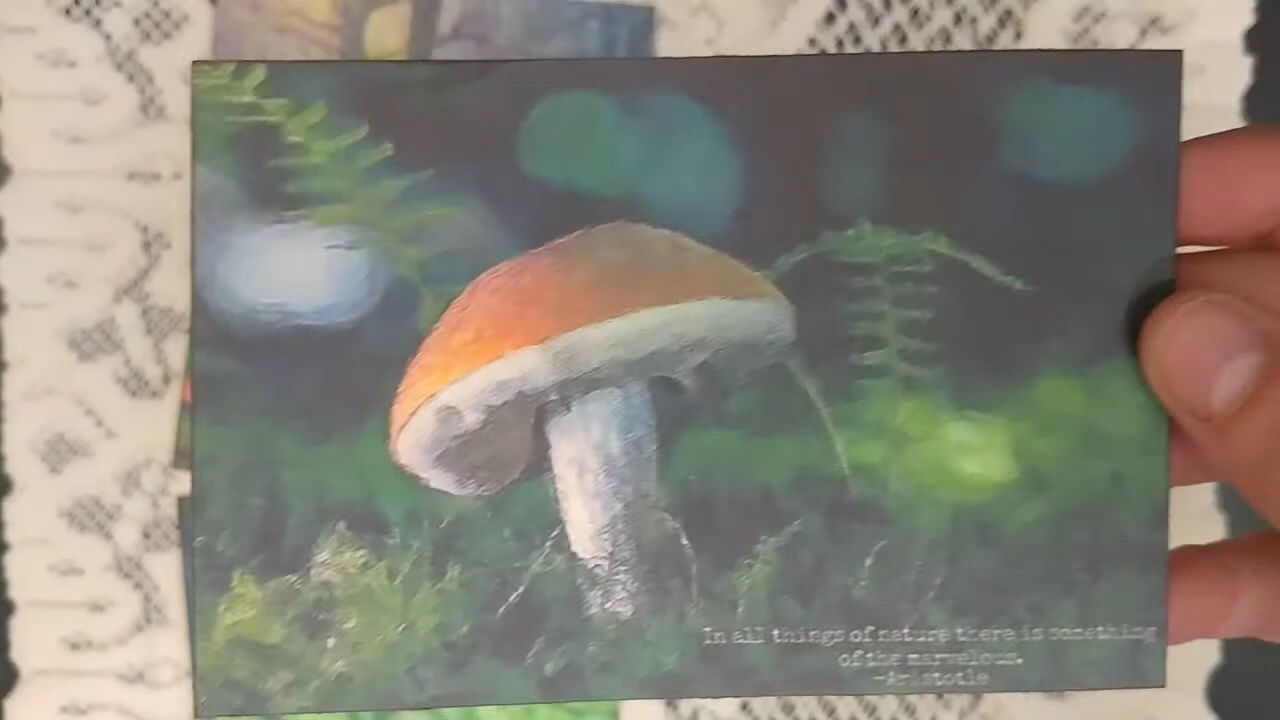 In all things of nature there is something
of the marvelous.
-Aristotle